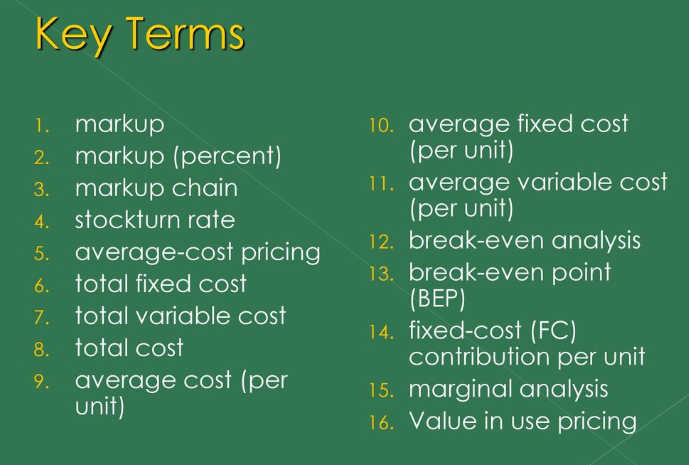 Key Terms
1. markup
2. markup (percent)
3. markup chain
4. stockturn rate
5. average-cost pricing
6. total fixed cost
7. total variable cost
8. total cost
9. average cost (per
unit)
10. average fixed cost
(per unit)
11. average variable cost
(per unit)
12. break-even analysis
13. break-even point
(BEP)
14. fixed-cost (FC)
contribution per unit
15. marginal analysis
16. Value in use pricing